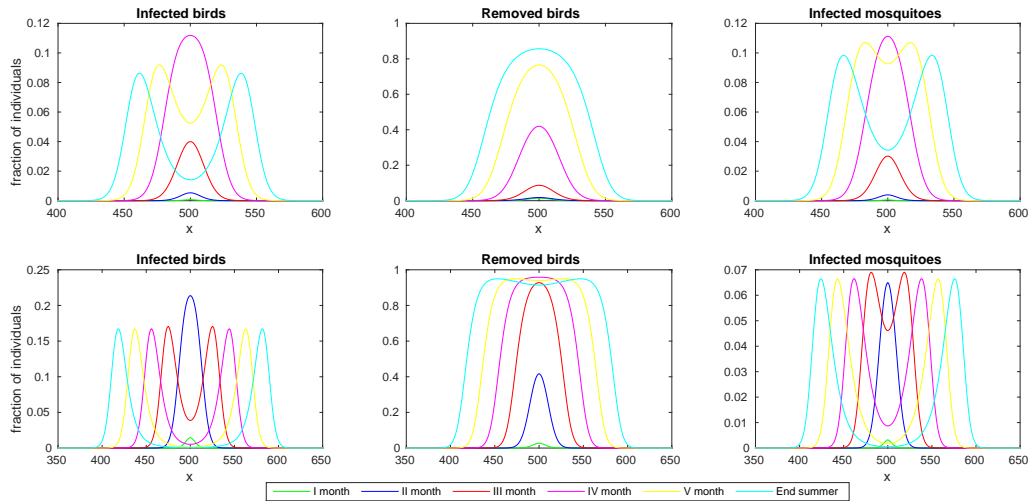 Infected birds
Removed birds
Infected mosquitoes
fraction of individuals
0.12
0.1
0.08
0.06
0.04
0.02
0
400 450 500 550 600
x
1
0.8
0.6
0.4
0.2
0
400 450 500 550 600
x
0.12
0.1
0.08
0.06
0.04
0.02
0
400 450 500 550 600
x
Infected birds
Removed birds
Infected mosquitoes
fraction of individuals
0.25
0.2
0.15
0.1
0.05
0
350 400 450 500 550 600 650
x
1
0.8
0.6
0.4
0.2
0
350 400 450 500 550 600 650
x
0.07
0.06
0.05
0.04
0.03
0.02
0.01
0
350 400 450 500 550 600 650
x
I month II month III month IV month V month End summer